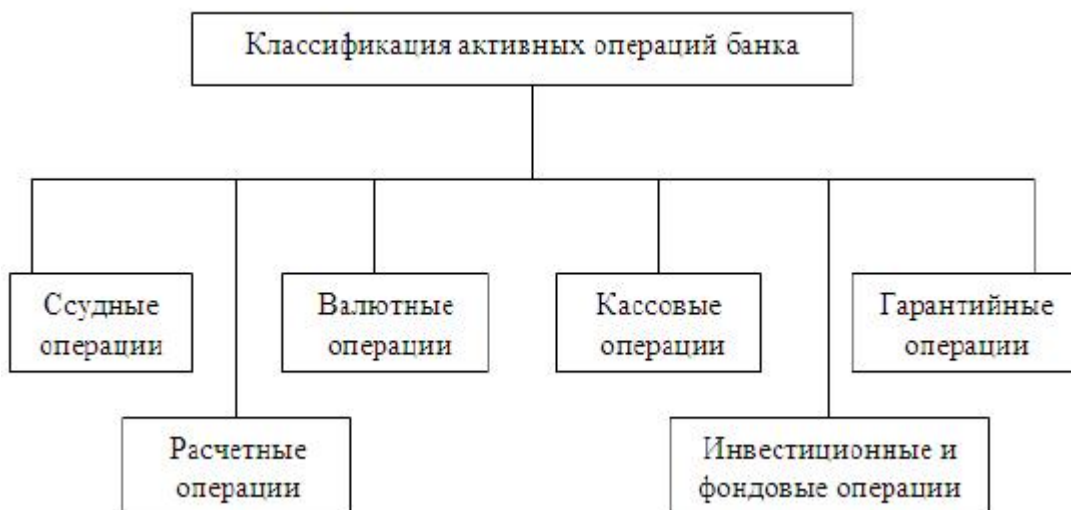 Классификация активных операций банка
Ссудные
операции
Валютные
операции
Кассовые
операции
Гарантийные
операции
Расчетные
операции
Инвестиционные и
фондовые операции